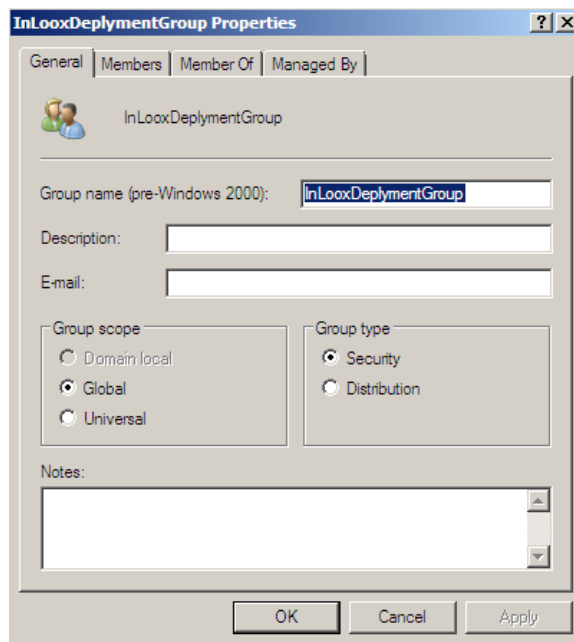 InLooxDeplymentGroup Properties
General Members Member Of Managed By
InLooxDeplymentGroup
Group name (pre-Windows 2000): InLooxDeplymentGroup
Description:
E-mail:
Group scope
Domain local
Global
Universal
Group type
Security
Distribution
Notes:
OK Cancel Apply